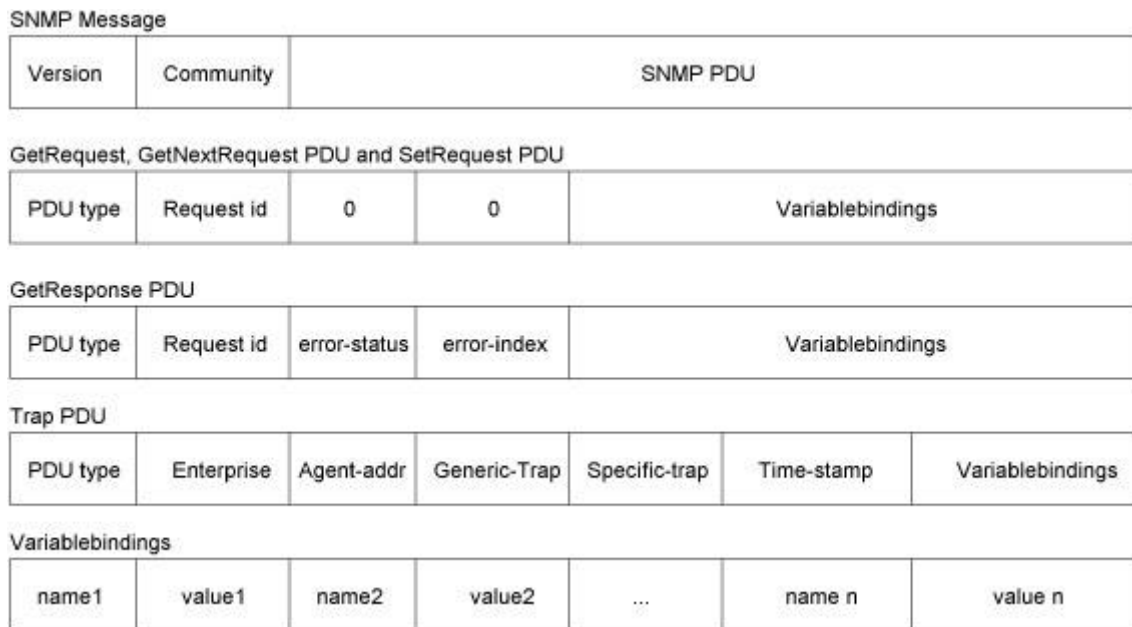 SNMP Message
Version Community SNMP PDU
GetRequest, GetNextRequest PDU and SetRequest PDU
PDU type Request id 0 0 Variablebindings
GetResponse PDU
PDU type Request id error-status error-index Variablebindings
Trap PDU
PDU type Enterprise Agent-addr Generic-Trap Specific-trap Time-stamp Variablebindings
Variablebindings
name1 value1 name2 value2 ... name n value n